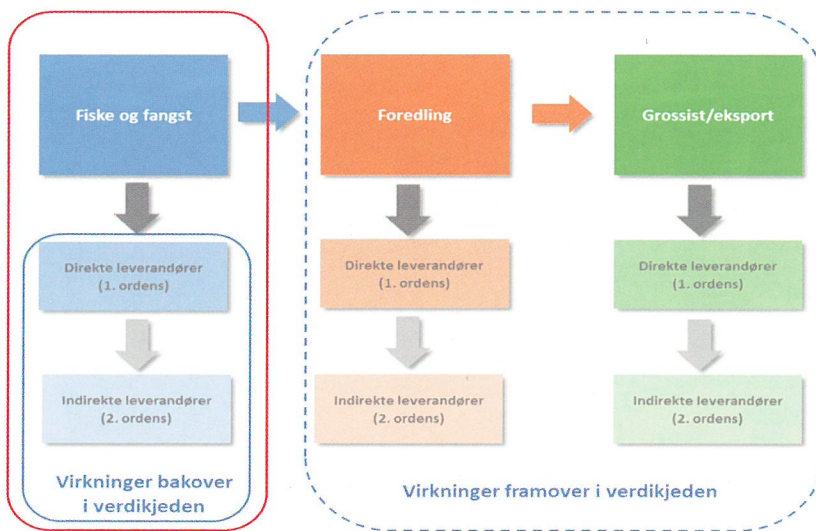 Fiske og fangst
Foredling
Grossist/eksport
Direkte leverandører
(1. ordens)
Direkte leverandører
(1. ordens)
Direkte leverandører
(1. ordens)
Indirekte leverandører
(2. ordens)
Indirekte leverandører
(2. ordens)
Indirekte leverandører
(2. ordens)
Virkninger bakover
i verdikjeden
Virkninger framover i verdikjeden